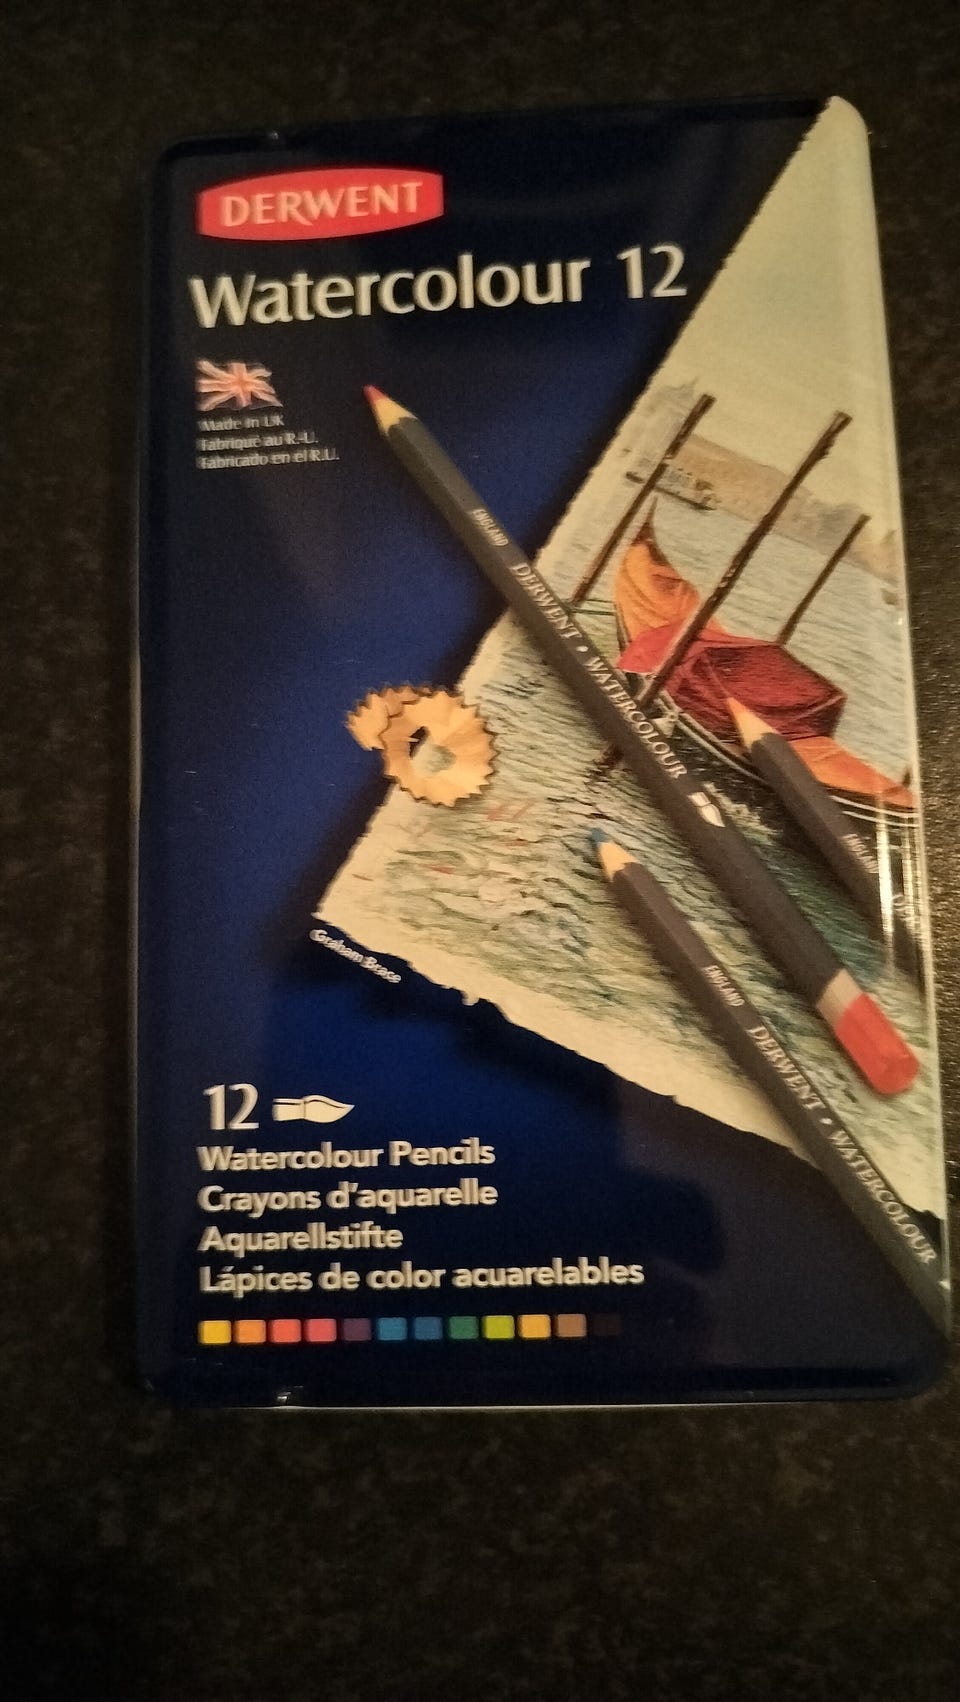 DERWENT
Watercolour 12
Made in UK
Fabriqué au R.-U.
Fabricado en el R.U.
ENGLAND DERWENT • WATERCOLOUR
ENGLAND
Graham Brace
ENGLAND DERWENT • WATERCOLOUR
12
Watercolour Pencils
Crayons d'aquarelle
Aquarellstifte
Lápices de color acuarelables